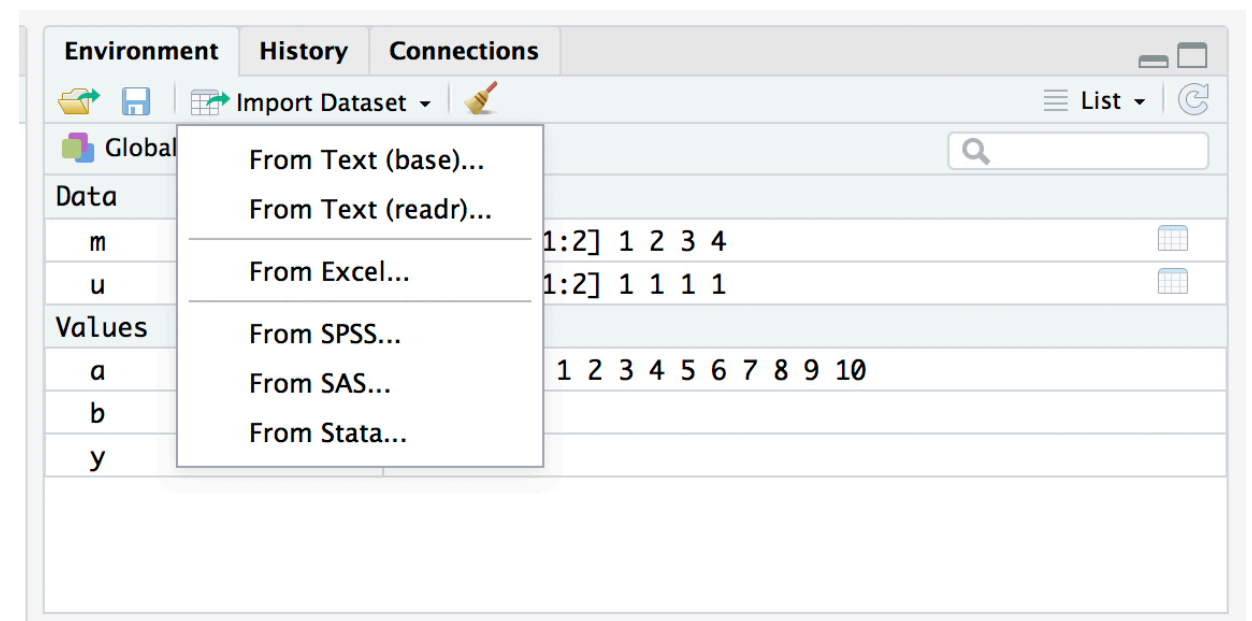 Environment History Connections
Import Dataset List
Global
From Text (base)...
Data
From Text (readr)...
m 1:2] 1 2 3 4
From Excel...
u 1:2] 1 1 1 1
Values
From SPSS...
a 1 2 3 4 5 6 7 8 9 10
From SAS...
b
From Stata...
y